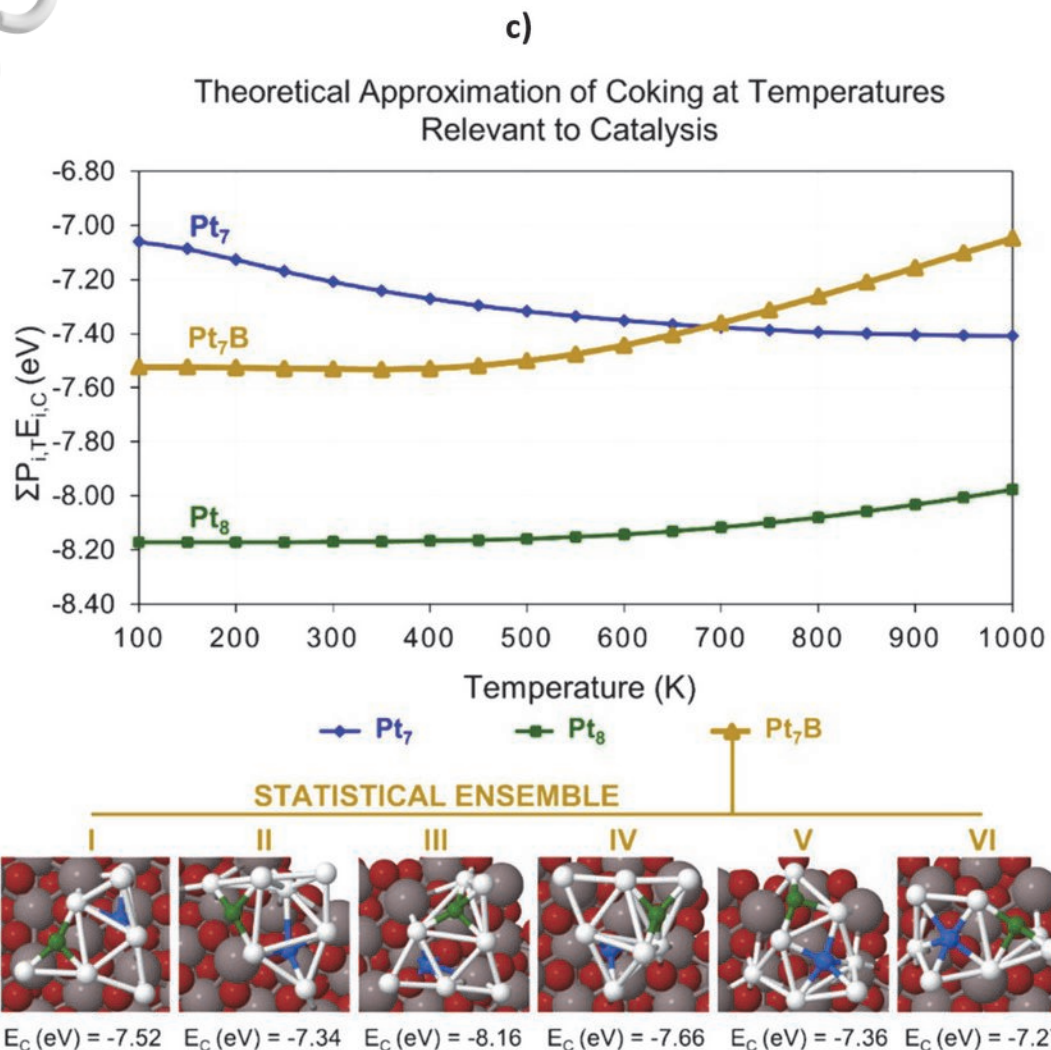 c)
Theoretical Approximation of Coking at Temperatures
Relevant to Catalysis
-6.80
-7.00
-7.20
-7.40
-7.60
-7.80
-8.00
-8.20
-8.40
ΣPi,TEi,C (eV)
Pt7
Pt7B
Pt8
100 200 300 400 500 600 700 800 900 1000
Temperature (K)
Pt7 Pt8 Pt7B
STATISTICAL ENSEMBLE
I II III IV V VI
EC (eV) = -7.52 EC (eV) = -7.34 EC (eV) = -8.16 EC (eV) = -7.66 EC (eV) = -7.36 EC (eV) =